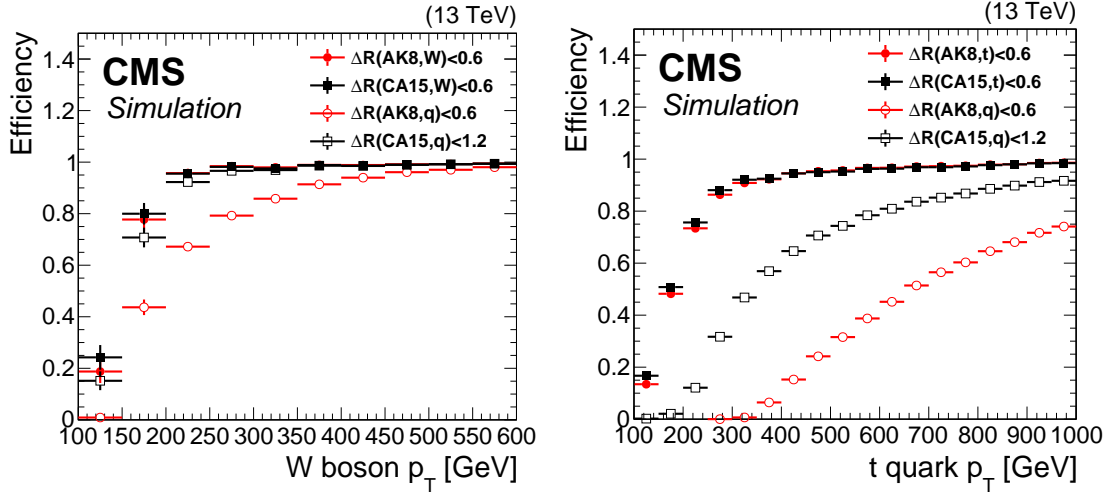 (13 TeV)
CMS
Simulation
ΔR(AK8,W)<0.6
ΔR(CA15,W)<0.6
ΔR(AK8,q)<0.6
ΔR(CA15,q)<1.2
Efficiency
1.4
1.2
1
0.8
0.6
0.4
0.2
0
100 150 200 250 300 350 400 450 500 550 600
W boson p_T [GeV]
(13 TeV)
CMS
Simulation
ΔR(AK8,t)<0.6
ΔR(CA15,t)<0.6
ΔR(AK8,q)<0.6
ΔR(CA15,q)<1.2
Efficiency
1.4
1.2
1
0.8
0.6
0.4
0.2
0
100 200 300 400 500 600 700 800 900 1000
t quark p_T [GeV]